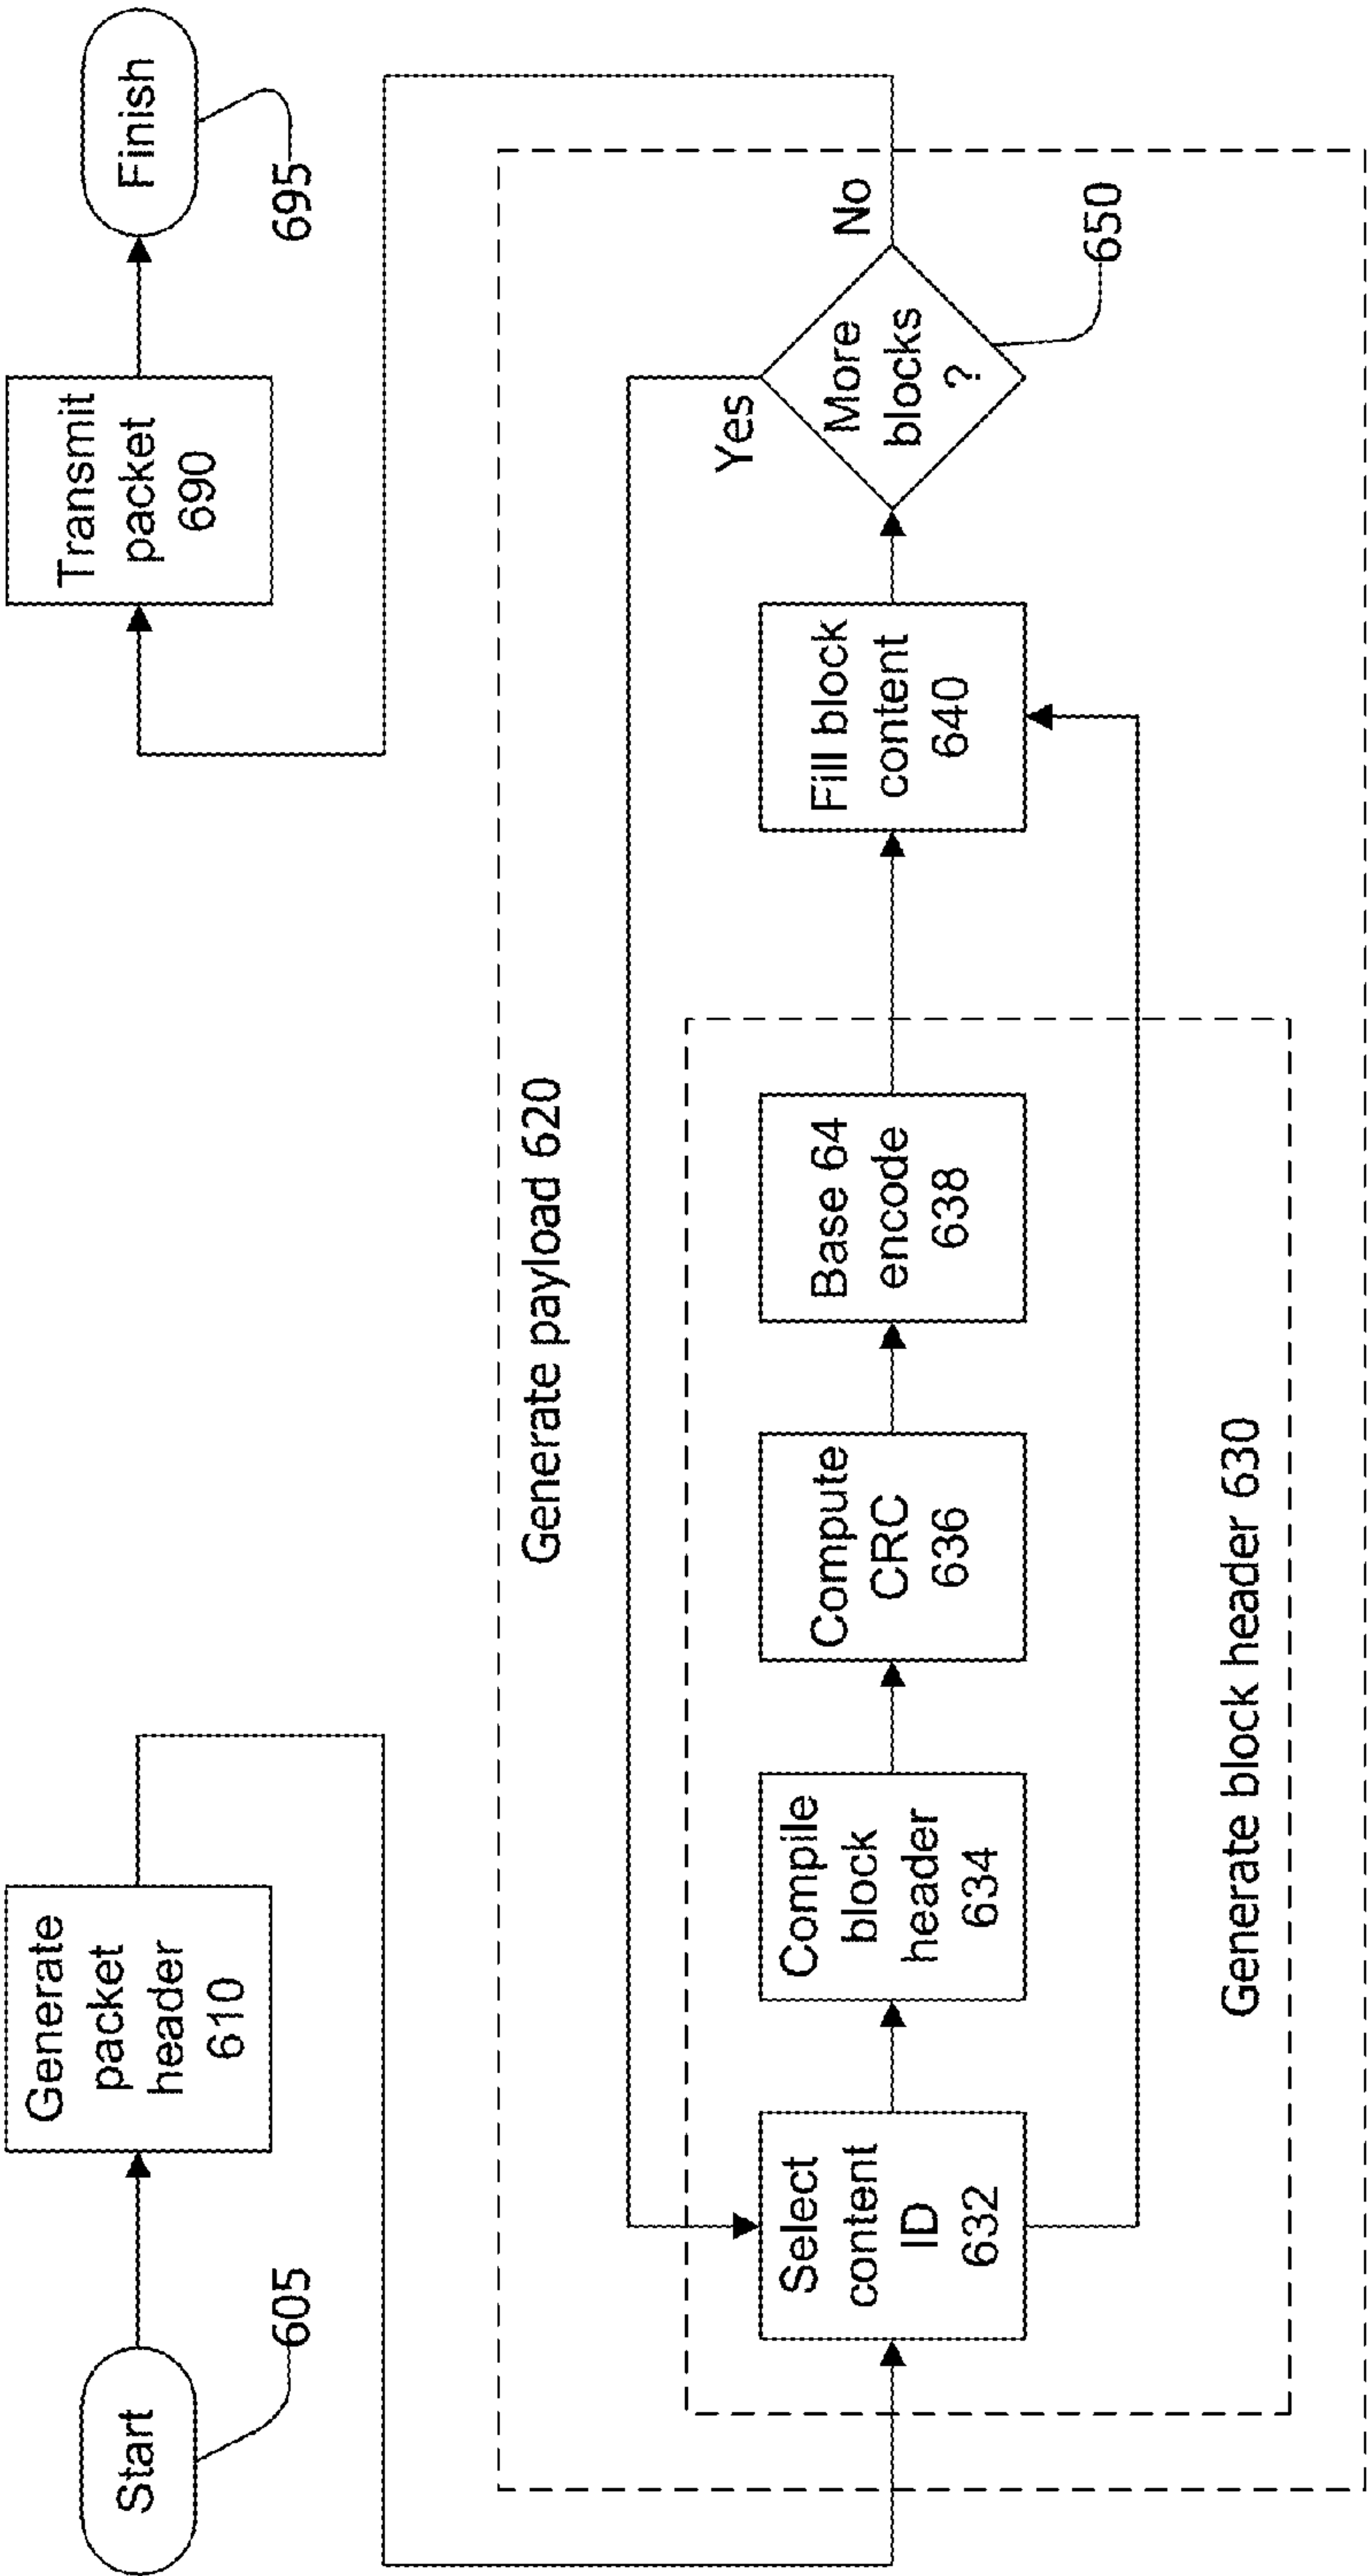 Start
605
Generate
packet
header
610
Transmit
packet
690
Finish
695
Generate payload 620
Yes
No
Select
content
ID
632
Compile
block
header
634
Compute
CRC
636
Base 64
encode
638
Fill block
content
640
More
blocks
?
650
Generate block header 630